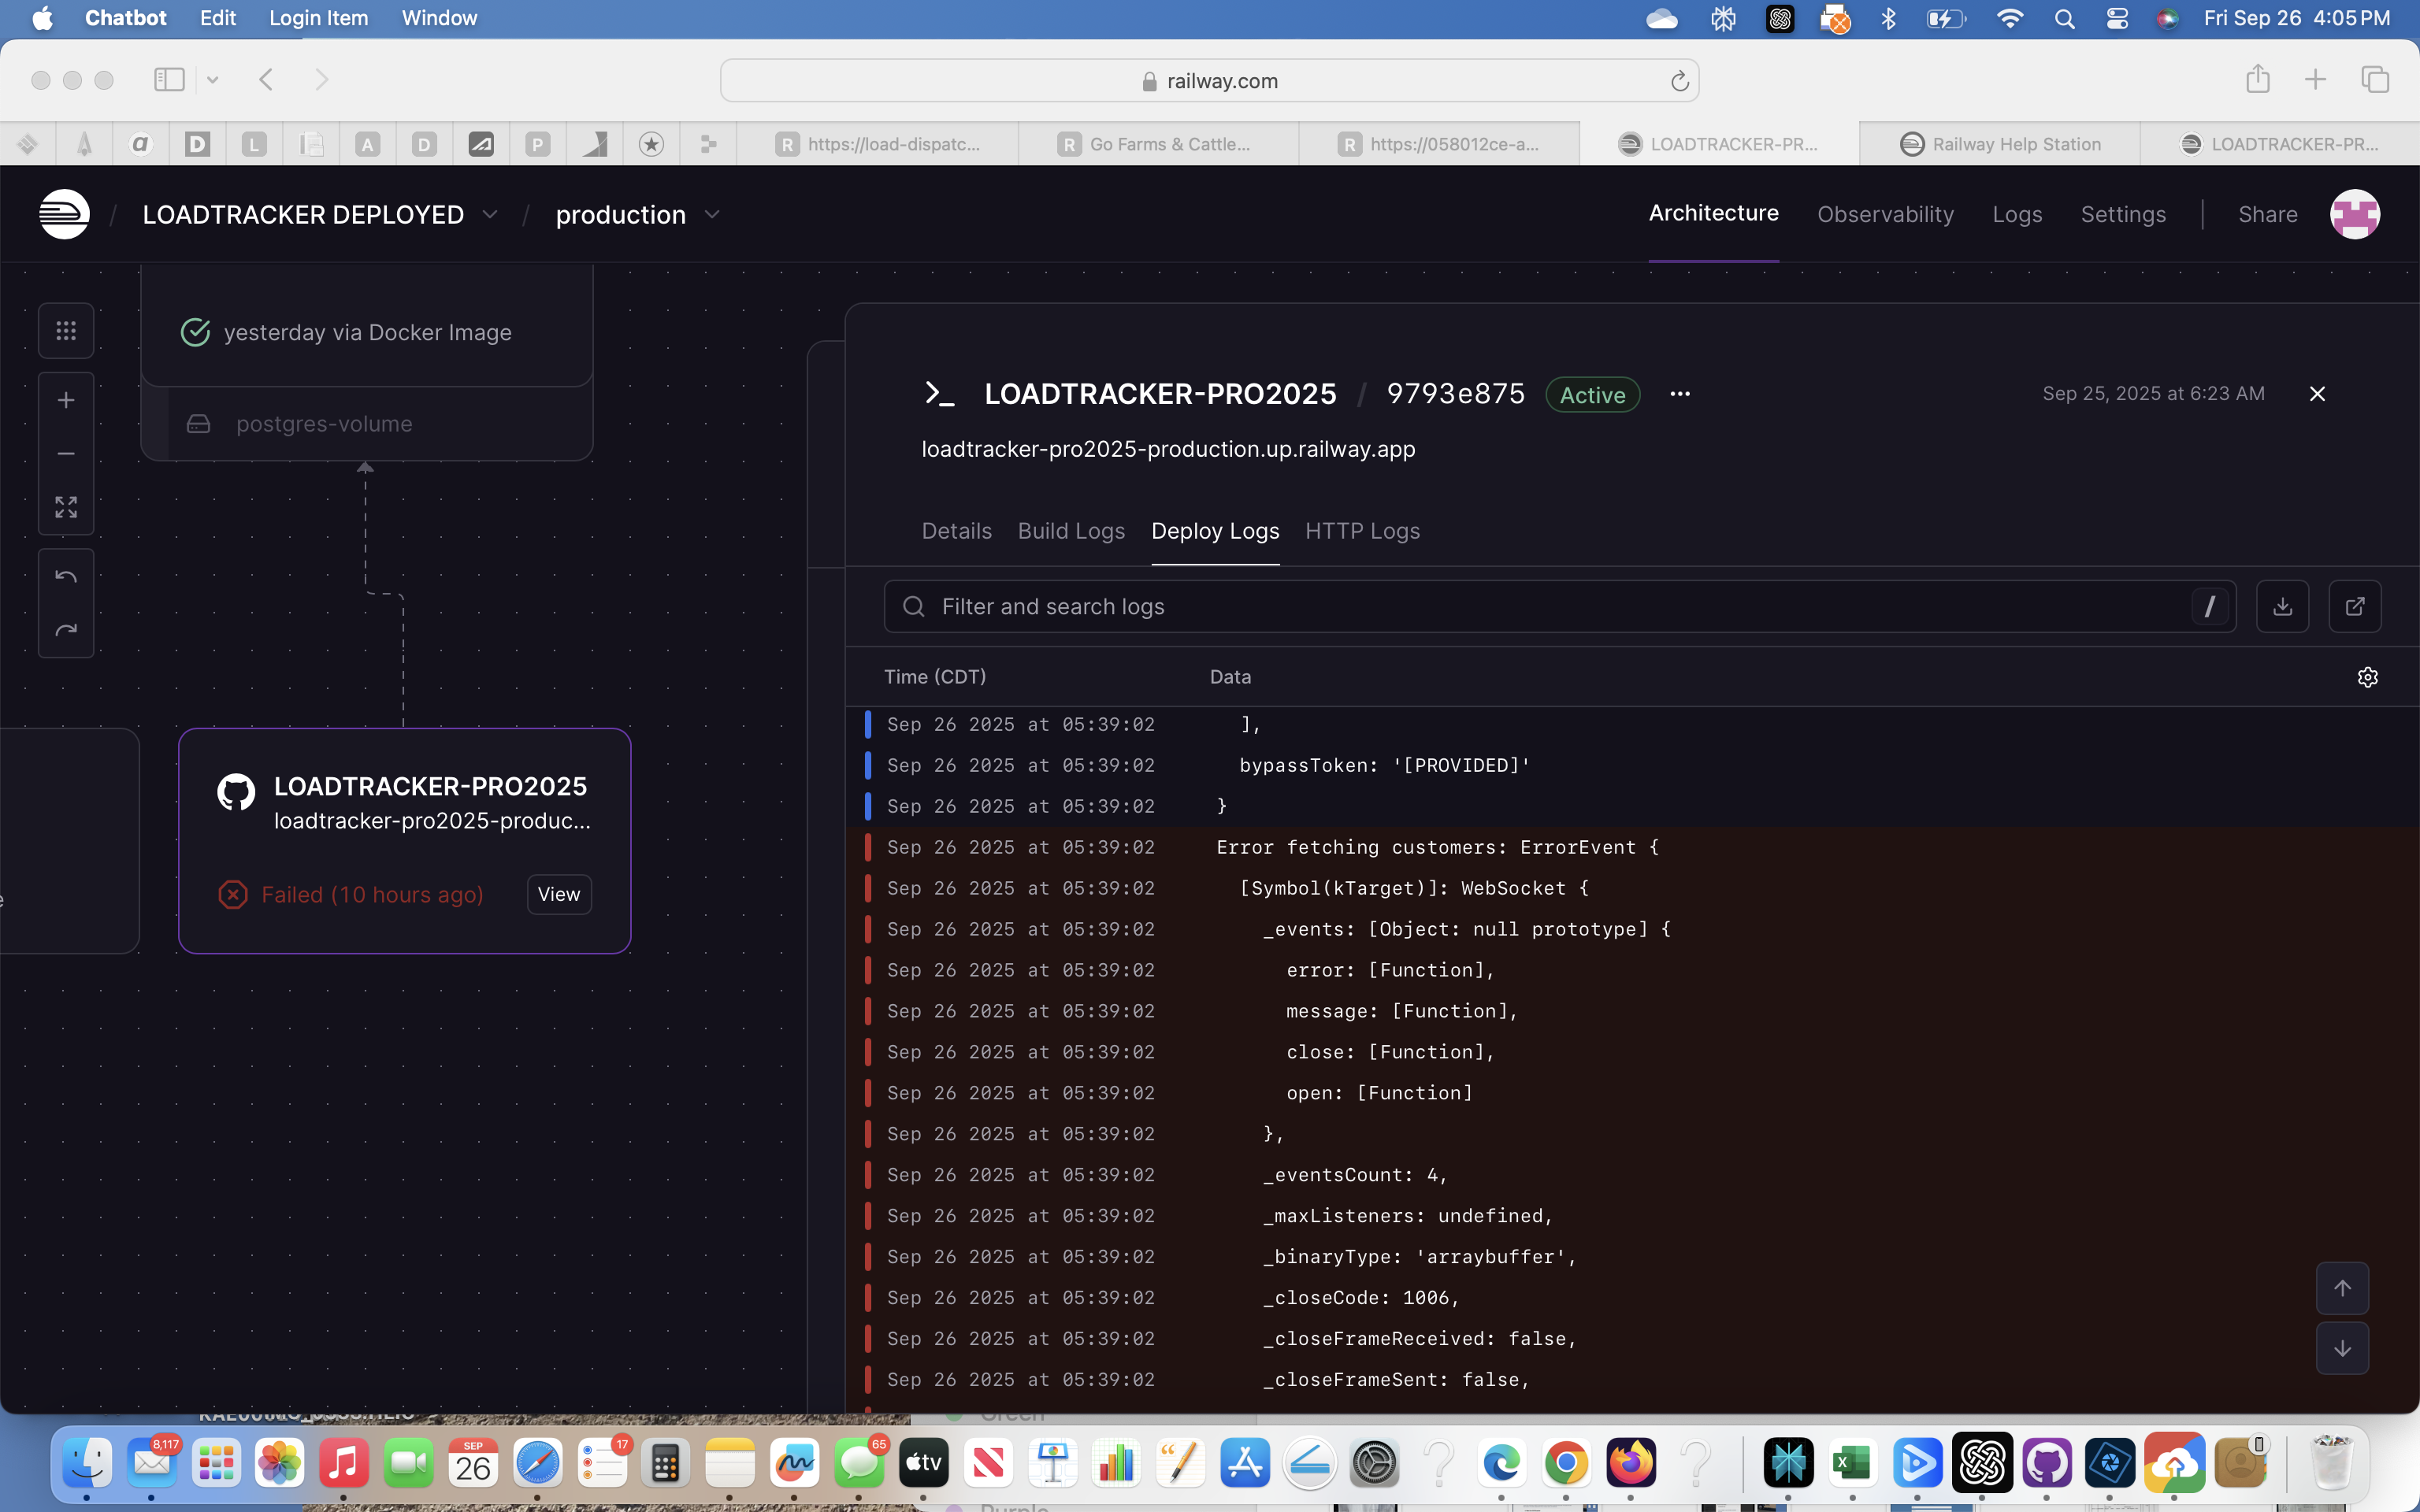 Chatbot Edit Login Item Window
Fri Sep 26 4:05 PM
railway.com
a D L A D P
R https://load-dispatc...
R Go Farms & Cattle...
R https://058012ce-a...
LOADTRACKER-PR...
Railway Help Station
LOADTRACKER-PR...
/ LOADTRACKER DEPLOYED / production
Architecture Observability Logs Settings | Share
yesterday via Docker Image
postgres-volume
LOADTRACKER-PRO2025
loadtracker-pro2025-produc...
Failed (10 hours ago)
View
LOADTRACKER-PRO2025 / 9793e875 Active ...
Sep 25, 2025 at 6:23 AM
loadtracker-pro2025-production.up.railway.app
Details Build Logs Deploy Logs HTTP Logs
Filter and search logs /
Time (CDT) Data
Sep 26 2025 at 05:39:02 ],
Sep 26 2025 at 05:39:02 bypassToken: '[PROVIDED]'
Sep 26 2025 at 05:39:02 }
Sep 26 2025 at 05:39:02 Error fetching customers: ErrorEvent {
Sep 26 2025 at 05:39:02 [Symbol(kTarget)]: WebSocket {
Sep 26 2025 at 05:39:02 _events: [Object: null prototype] {
Sep 26 2025 at 05:39:02 error: [Function],
Sep 26 2025 at 05:39:02 message: [Function],
Sep 26 2025 at 05:39:02 close: [Function],
Sep 26 2025 at 05:39:02 open: [Function]
Sep 26 2025 at 05:39:02 },
Sep 26 2025 at 05:39:02 _eventsCount: 4,
Sep 26 2025 at 05:39:02 _maxListeners: undefined,
Sep 26 2025 at 05:39:02 _binaryType: 'arraybuffer',
Sep 26 2025 at 05:39:02 _closeCode: 1006,
Sep 26 2025 at 05:39:02 _closeFrameReceived: false,
Sep 26 2025 at 05:39:02 _closeFrameSent: false,
Green
8,117
SEP
26
17
65
tv
Purple